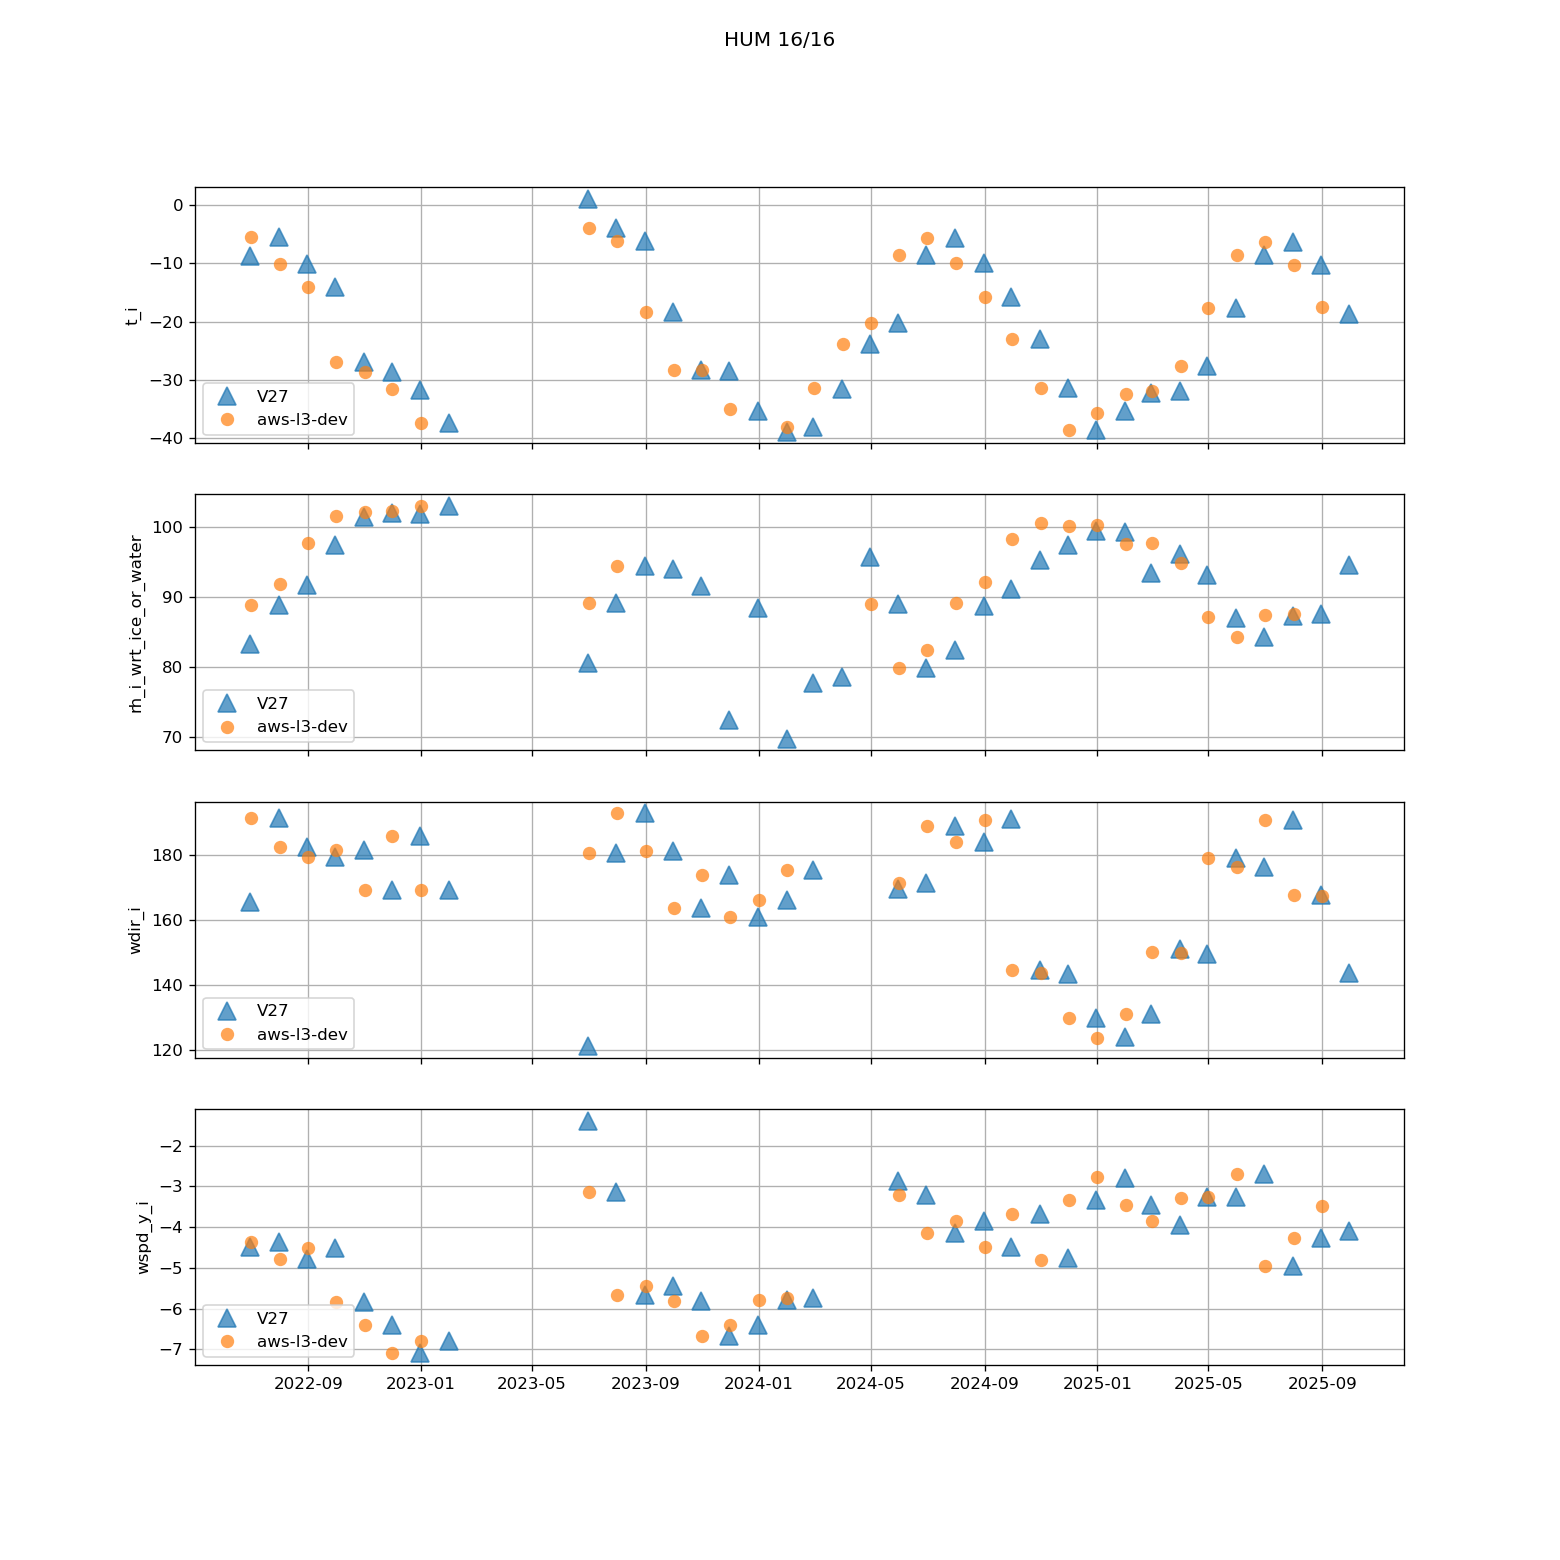 HUM 16/16
0
−10
−20
−30
−40
t_i
V27
aws-l3-dev
100
90
80
70
rh_i_wrt_ice_or_water
V27
aws-l3-dev
180
160
140
120
wdir_i
V27
aws-l3-dev
−2
−3
−4
−5
−6
−7
wspd_y_i
V27
aws-l3-dev
2022-09 2023-01 2023-05 2023-09 2024-01 2024-05 2024-09 2025-01 2025-05 2025-09